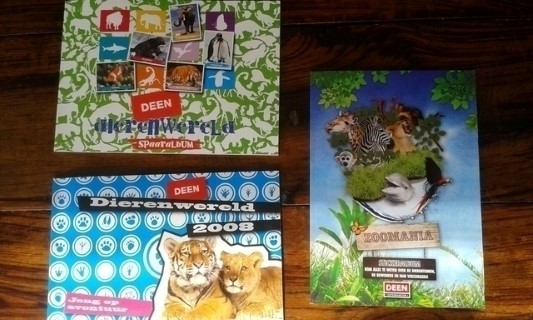 DEEN
dierenwereld
SPAARALBUM
DEEN
Dierenwereld
2008
Jong op
avontuur
ZOOMANIA
DEEN